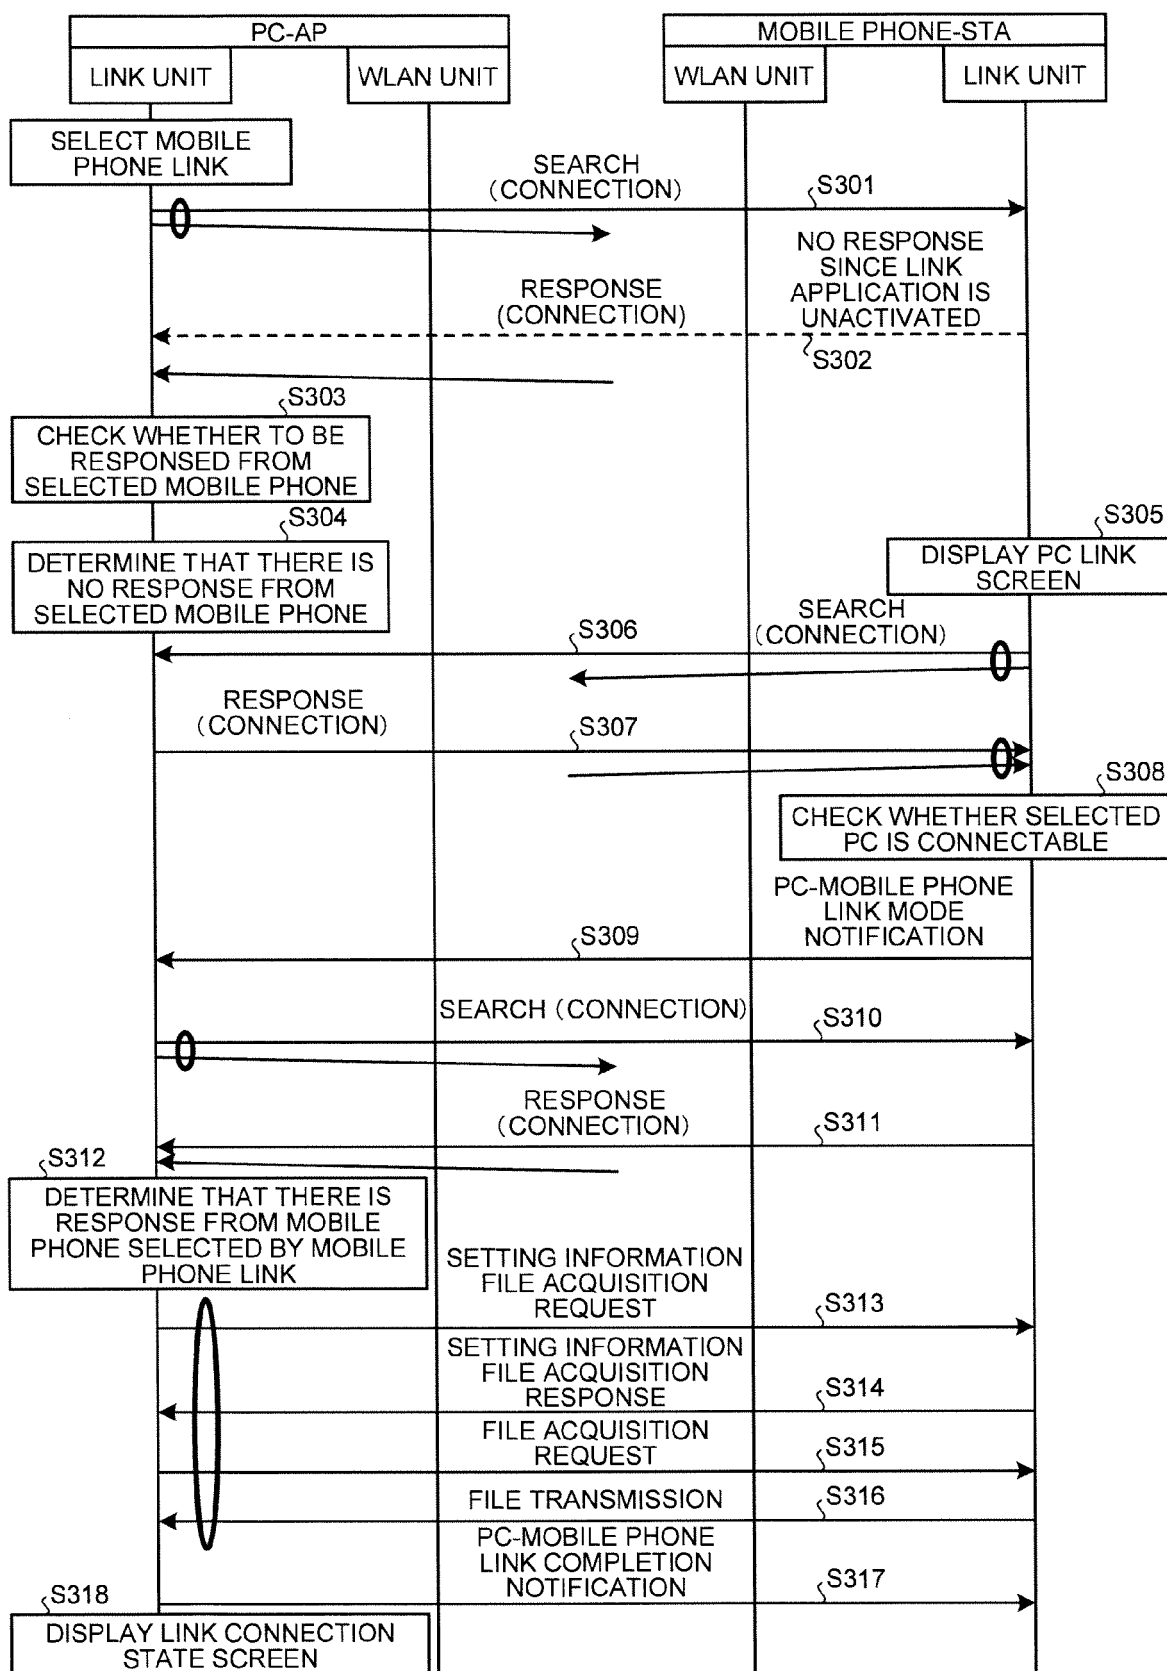 PC-AP
MOBILE PHONE-STA
LINK UNIT
WLAN UNIT
WLAN UNIT
LINK UNIT
SELECT MOBILE
PHONE LINK
SEARCH
(CONNECTION)
S301
NO RESPONSE
SINCE LINK
APPLICATION IS
UNACTIVATED
RESPONSE
(CONNECTION)
S302
S303
CHECK WHETHER TO BE
RESPONSED FROM
SELECTED MOBILE PHONE
S304
DETERMINE THAT THERE IS
NO RESPONSE FROM
SELECTED MOBILE PHONE
S305
DISPLAY PC LINK
SCREEN
SEARCH
(CONNECTION)
S306
RESPONSE
(CONNECTION)
S307
S308
CHECK WHETHER SELECTED
PC IS CONNECTABLE
PC-MOBILE PHONE
LINK MODE
NOTIFICATION
S309
SEARCH (CONNECTION)
S310
RESPONSE
(CONNECTION)
S311
S312
DETERMINE THAT THERE IS
RESPONSE FROM MOBILE
PHONE SELECTED BY MOBILE
PHONE LINK
SETTING INFORMATION
FILE ACQUISITION
REQUEST
S313
SETTING INFORMATION
FILE ACQUISITION
RESPONSE
S314
FILE ACQUISITION
REQUEST
S315
FILE TRANSMISSION
S316
PC-MOBILE PHONE
LINK COMPLETION
NOTIFICATION
S317
S318
DISPLAY LINK CONNECTION
STATE SCREEN